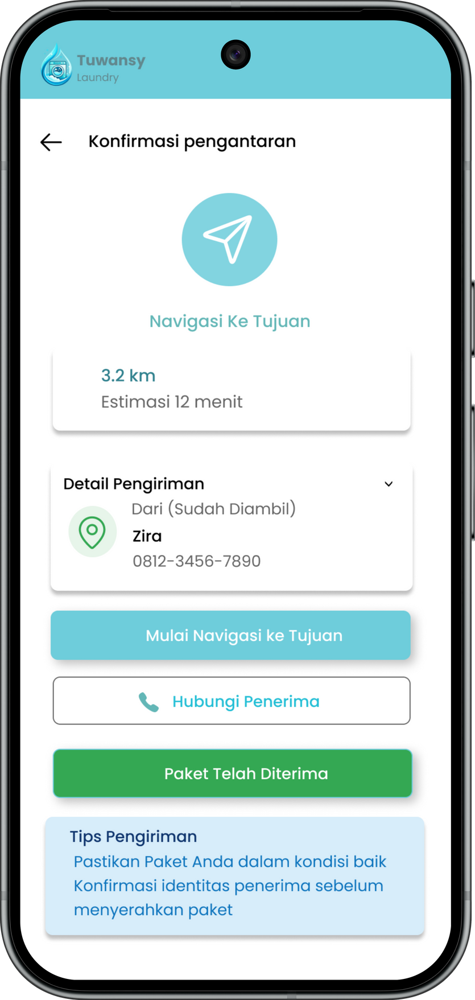 Tuwansy
Laundry
Konfirmasi pengantaran
Navigasi Ke Tujuan
3.2 km
Estimasi 12 menit
Detail Pengiriman
Dari (Sudah Diambil)
Zira
0812-3456-7890
Mulai Navigasi ke Tujuan
Hubungi Penerima
Paket Telah Diterima
Tips Pengiriman
Pastikan Paket Anda dalam kondisi baik
Konfirmasi identitas penerima sebelum
menyerahkan paket